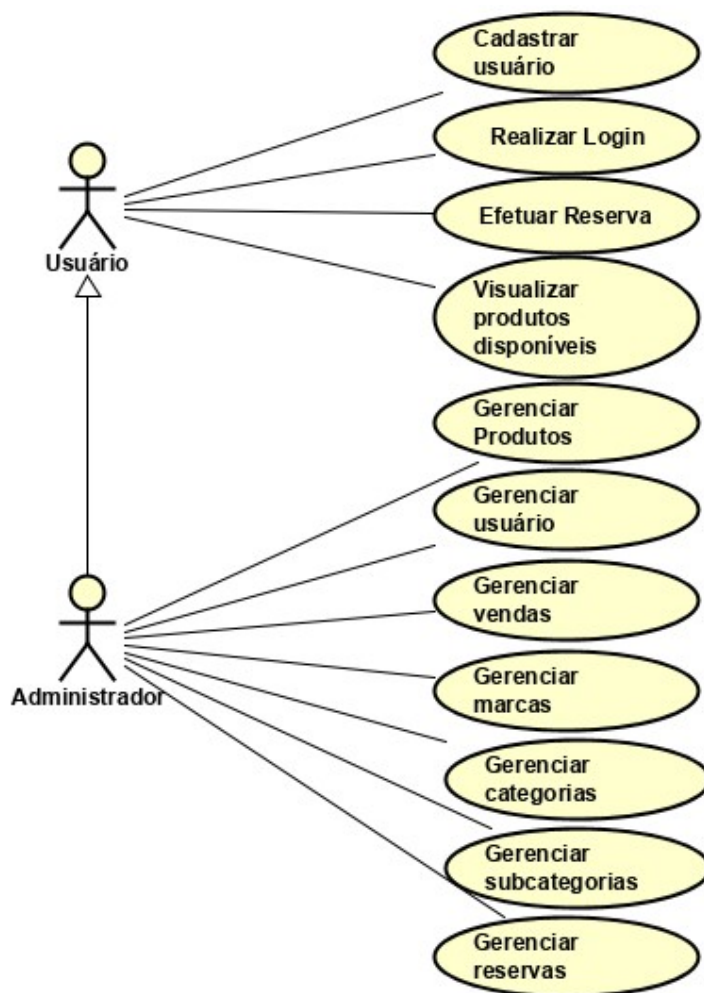 Cadastrar
usuário
Realizar Login
Efetuar Reserva
Usuário
Visualizar
produtos
disponíveis
Gerenciar
Produtos
Gerenciar
usuário
Gerenciar
vendas
Administrador
Gerenciar
marcas
Gerenciar
categorias
Gerenciar
subcategorias
Gerenciar
reservas